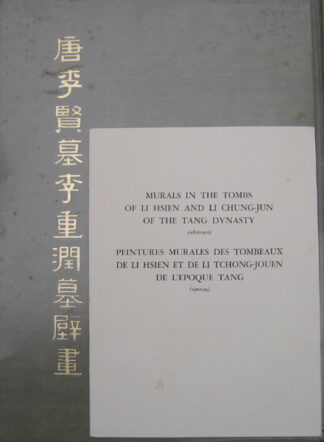 唐李賢墓李重潤墓壁畫
MURALS IN THE TOMBS
OF LI HSIEN AND LI CHUNG-JUN
OF THE TANG DYNASTY
(abstract)
PEINTURES MURALES DES TOMBEAUX
DE LI HSIEN ET DE LI TCHONG-JOUEN
DE L'EPOQUE TANG
(aperçu)